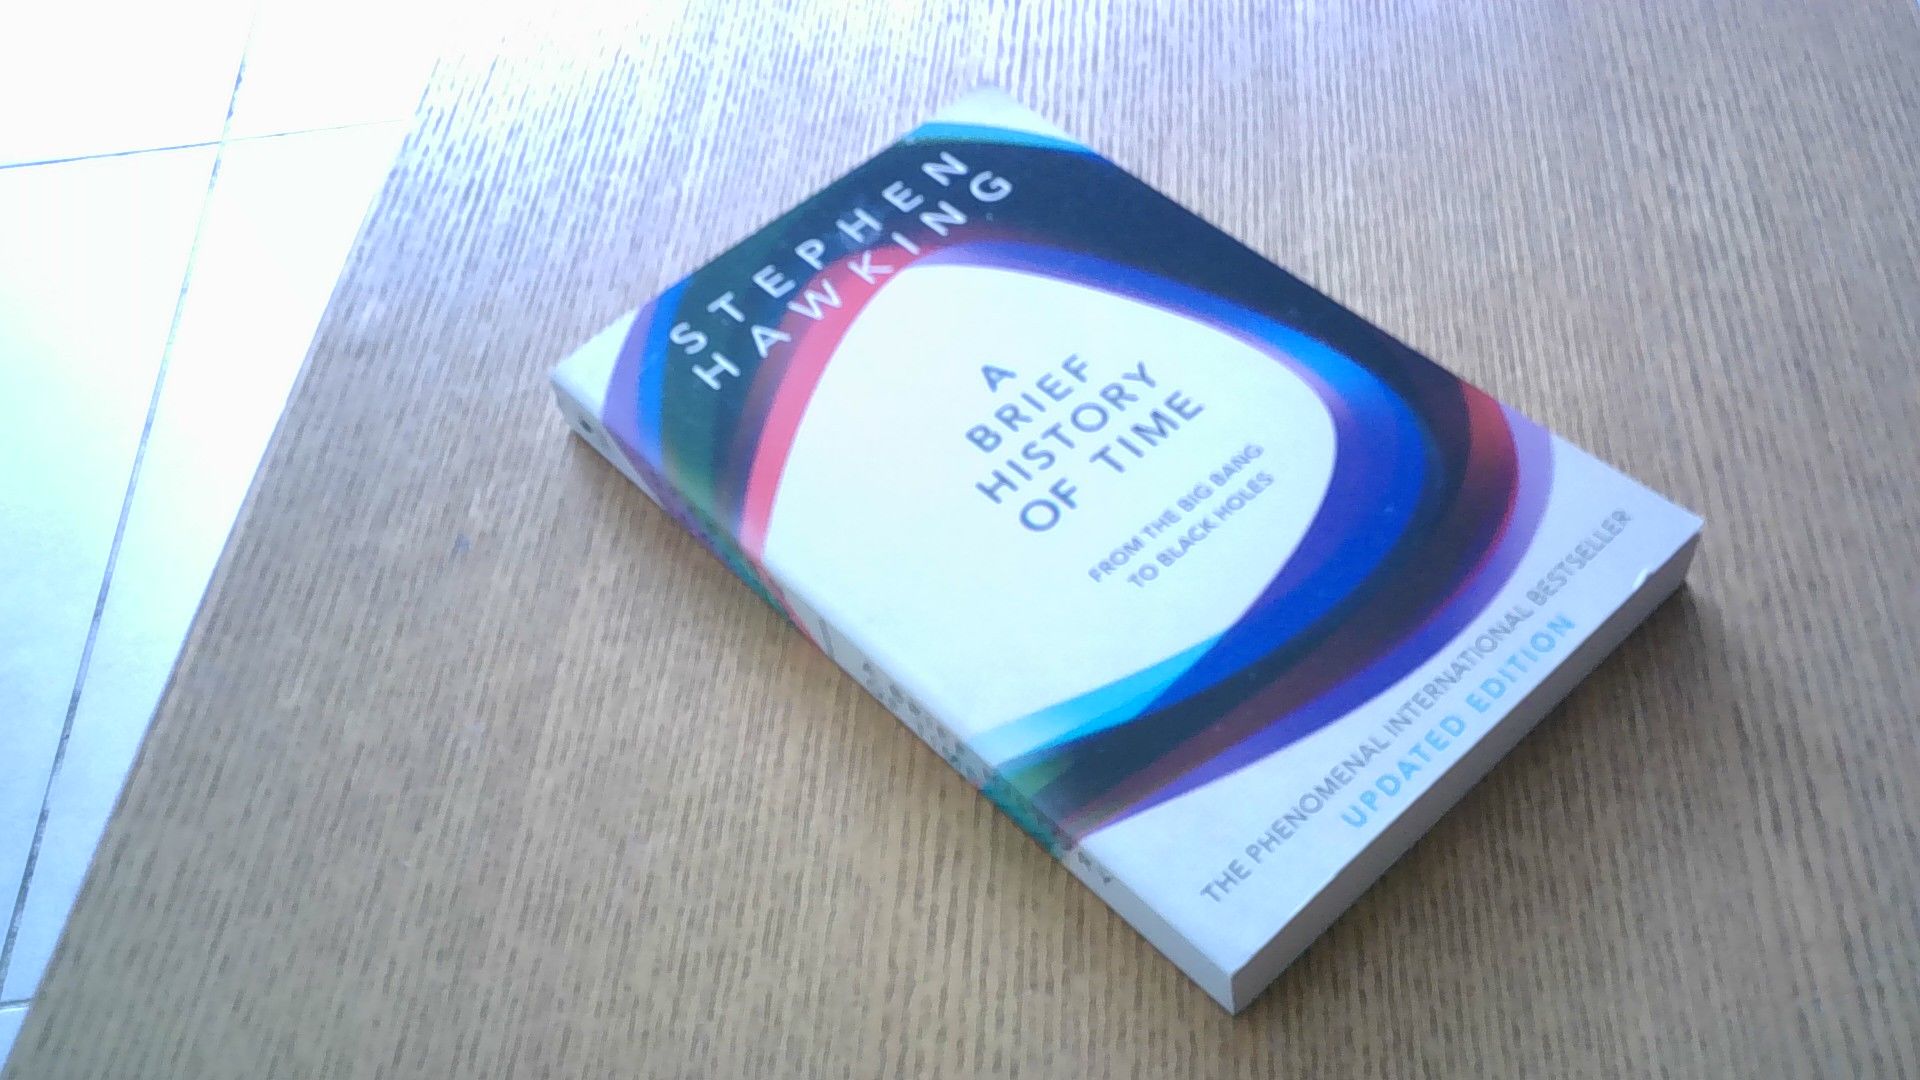 STEPHEN
HAWKING
A
BRIEF
HISTORY
OF TIME
FROM THE BIG BANG
TO BLACK HOLES
THE PHENOMENAL INTERNATIONAL BESTSELLER
UPDATED EDITION